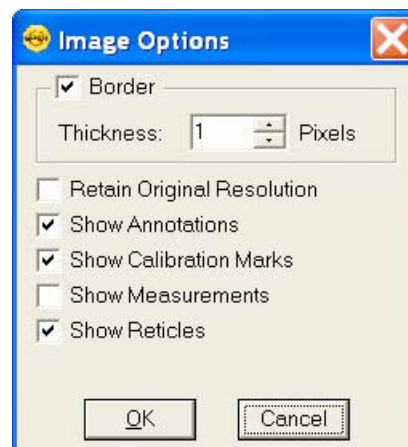 Image Options
Border
Thickness: 1 Pixels
Retain Original Resolution
Show Annotations
Show Calibration Marks
Show Measurements
Show Reticles
OK Cancel